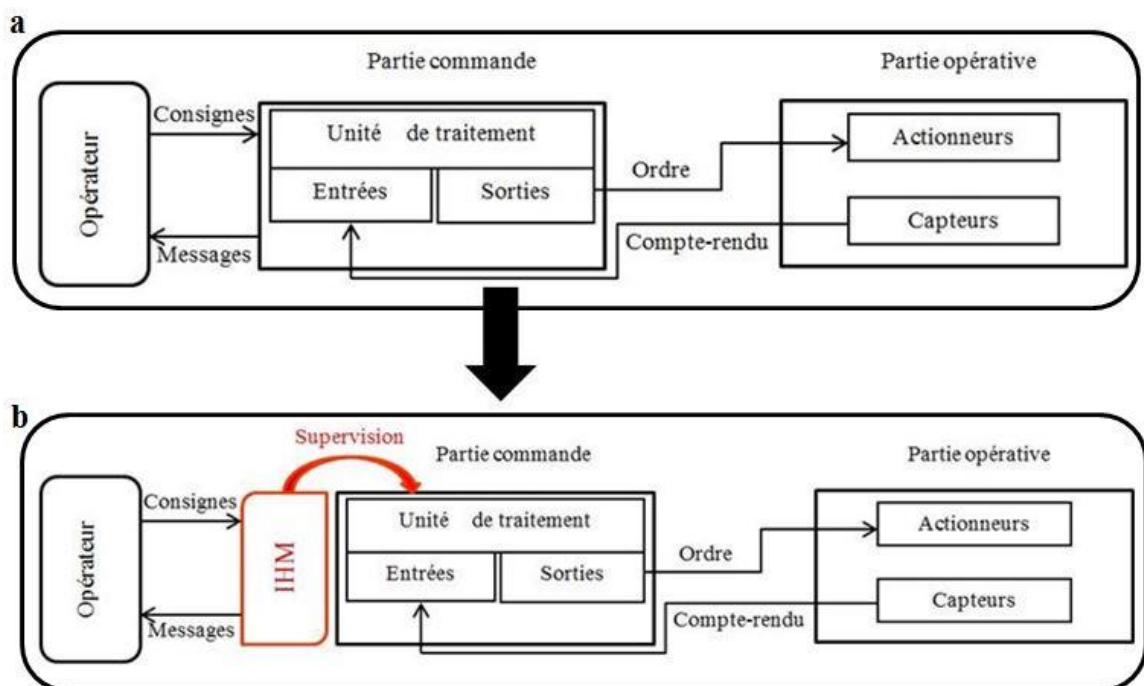 a
Partie commande
Partie opérative
Opérateur
Consignes
Messages
Unité de traitement
Entrées
Sorties
Ordre
Compte-rendu
Actionneurs
Capteurs
b
Supervision
Partie commande
Partie opérative
Opérateur
Consignes
Messages
IHM
Unité de traitement
Entrées
Sorties
Ordre
Compte-rendu
Actionneurs
Capteurs